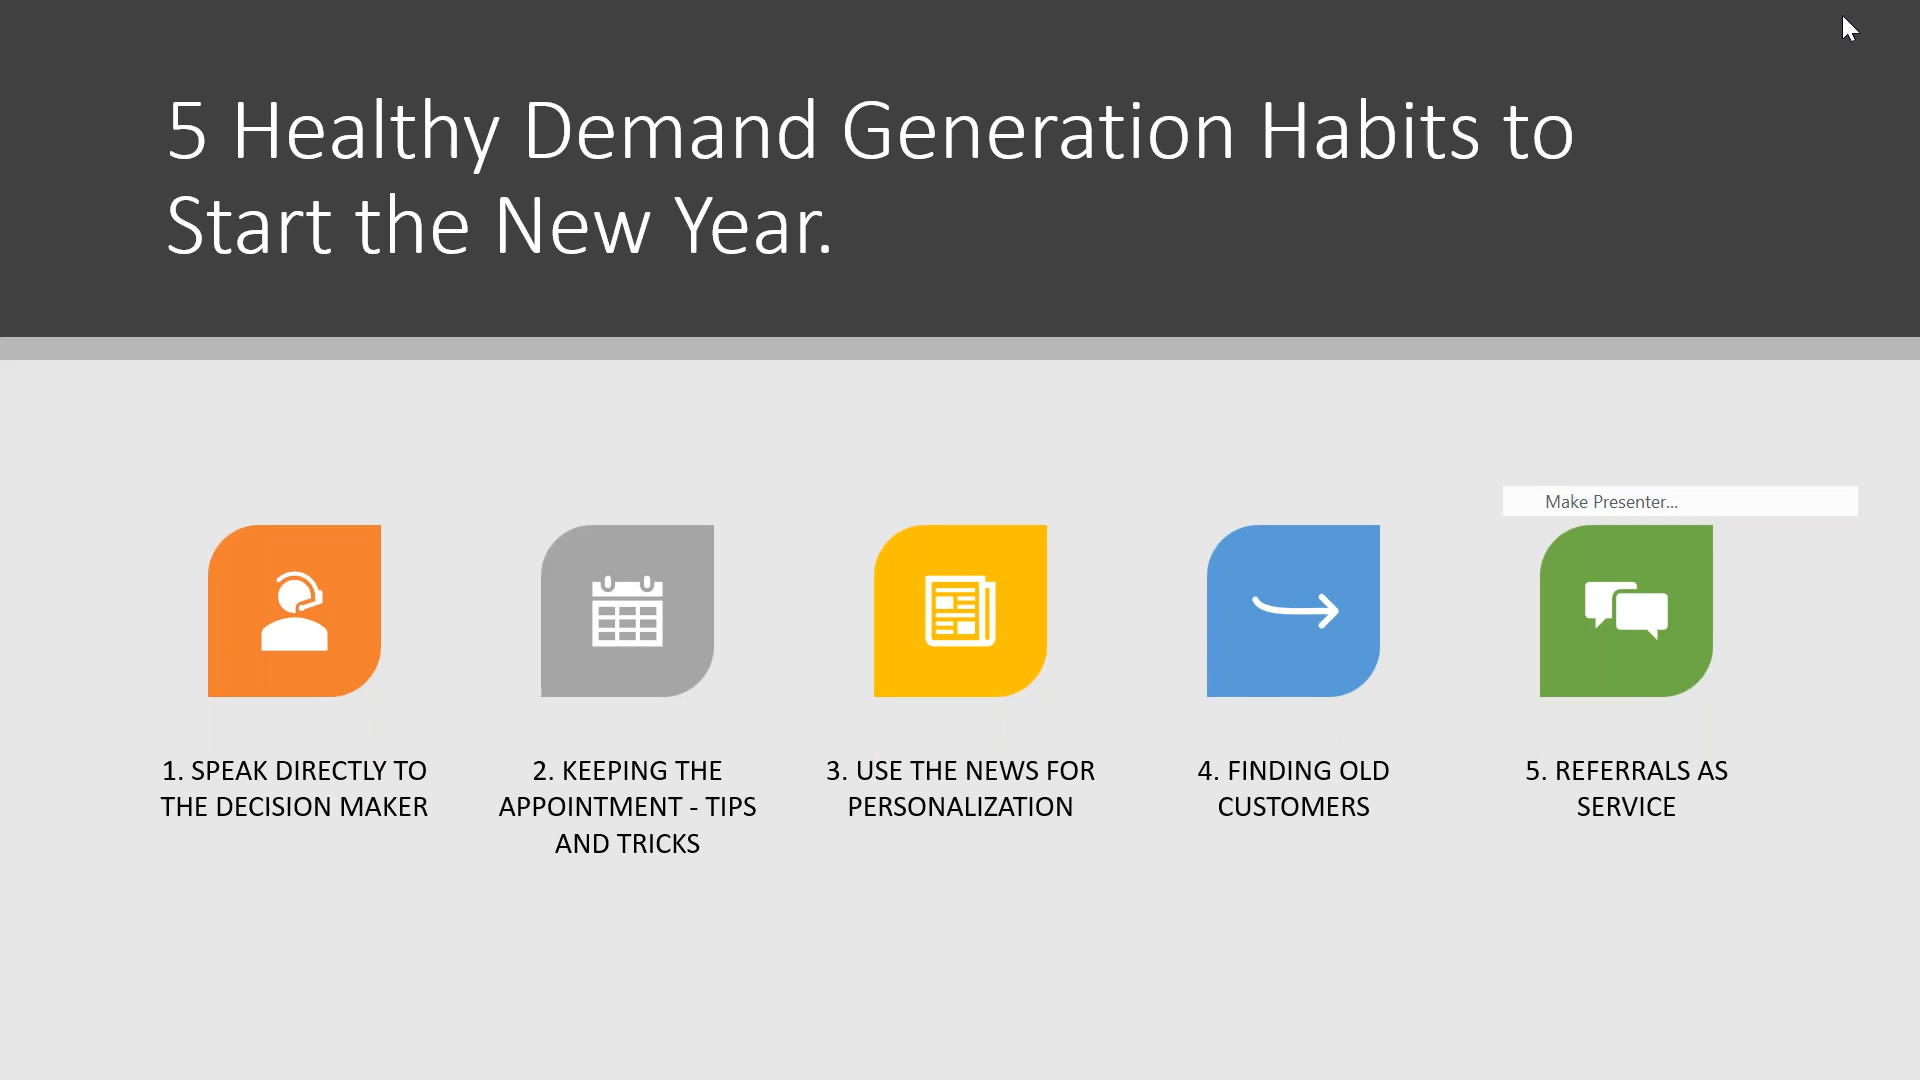 5 Healthy Demand Generation Habits to
Start the New Year.
Make Presenter...
1. SPEAK DIRECTLY TO
THE DECISION MAKER
2. KEEPING THE
APPOINTMENT - TIPS
AND TRICKS
3. USE THE NEWS FOR
PERSONALIZATION
4. FINDING OLD
CUSTOMERS
5. REFERRALS AS
SERVICE